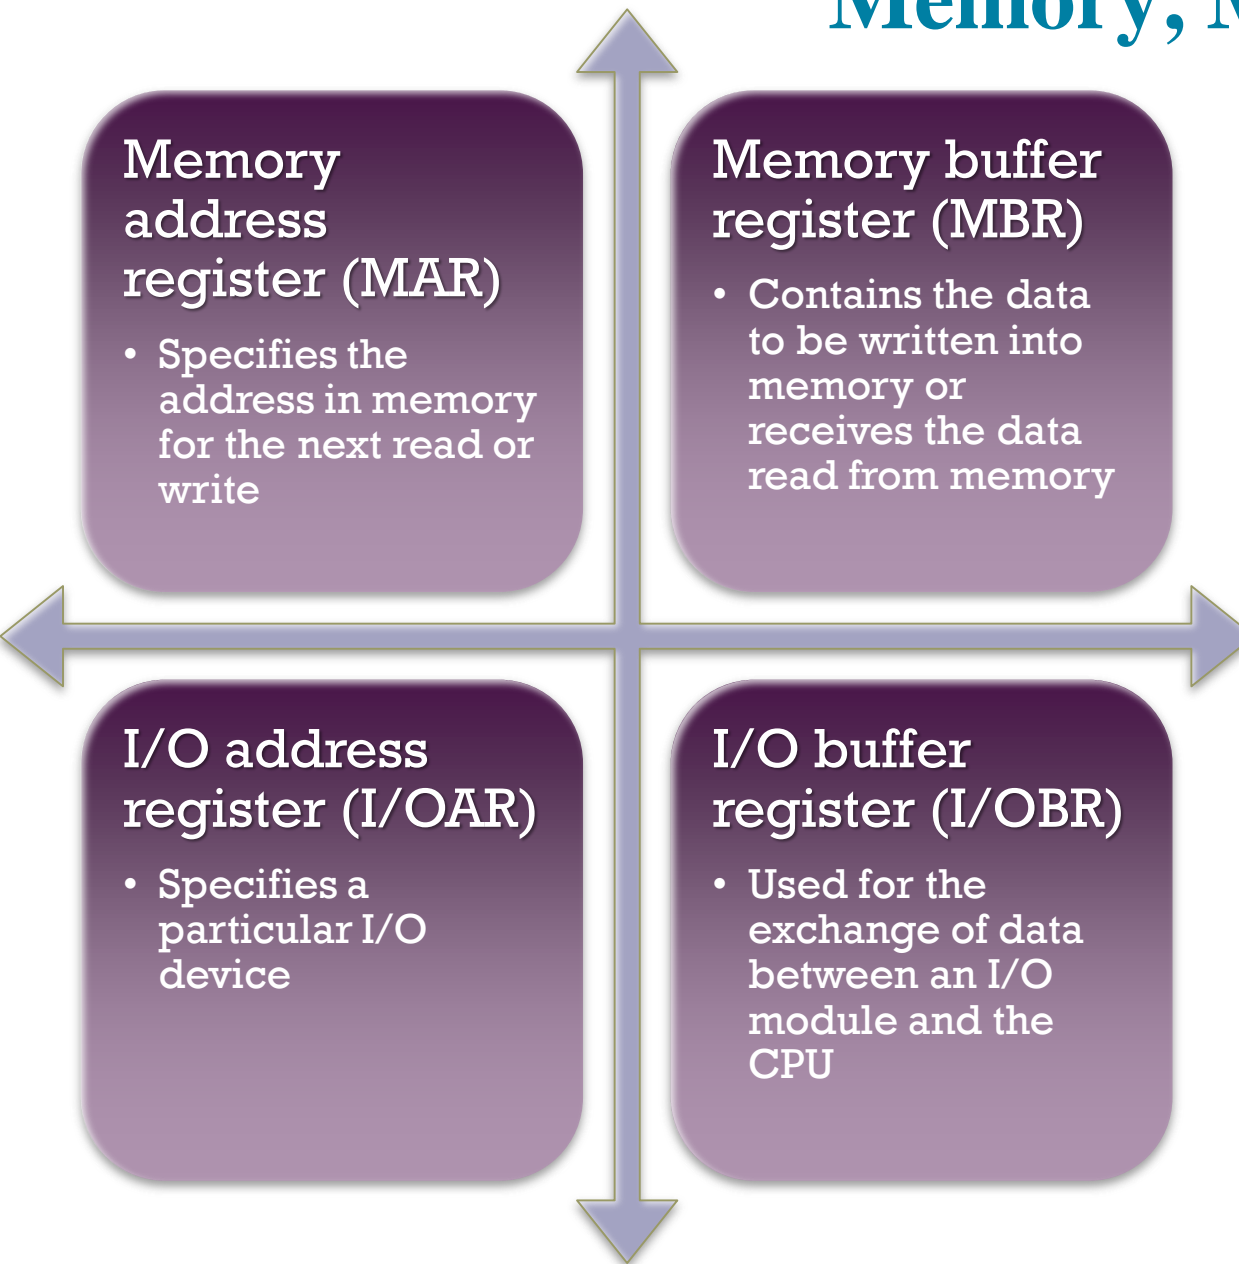 Memory,
Memory
address
register (MAR)
• Specifies the
address in memory
for the next read or
write
Memory buffer
register (MBR)
• Contains the data
to be written into
memory or
receives the data
read from memory
I/O address
register (I/OAR)
• Specifies a
particular I/O
device
I/O buffer
register (I/OBR)
• Used for the
exchange of data
between an I/O
module and the
CPU